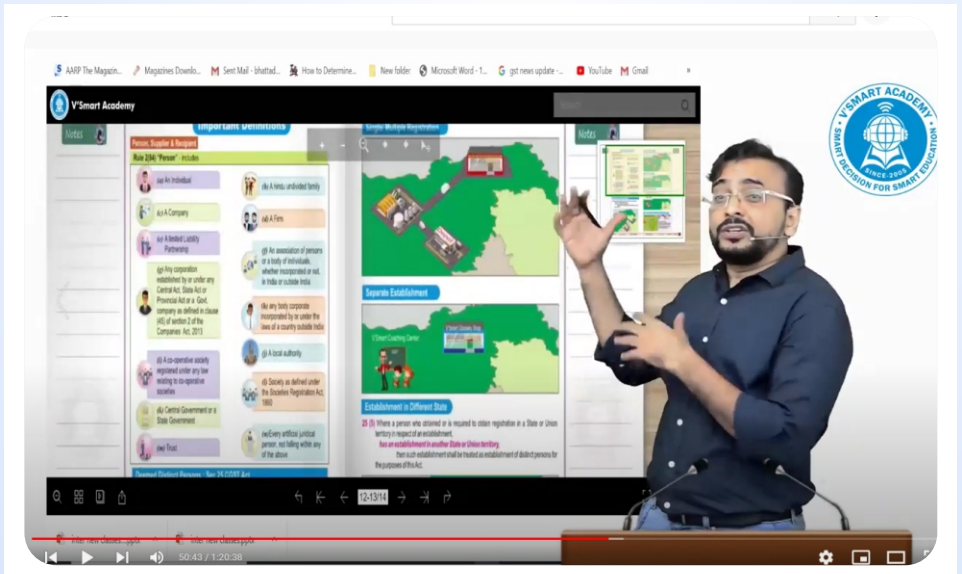 AARP The Magazin...
Magazines Downlo...
Sent Mail - bhattad...
How to Determine...
New folder
Microsoft Word - 1...
gst news update -...
YouTube
Gmail
»
V'Smart Academy
Search
Notes
Important Definitions
Person, Supplier & Recipient
Rule 2(84) "Person" - includes
(a) An Individual
(b) A hindu undivided family
(c) A Company
(d) A Firm
(e) A limited Liability
Partnership
(f) An association of persons
or a body of individuals,
whether incorporated or not,
in India or outside India
(g) Any corporation
established by or under any
Central Act, State Act or
Provincial Act or a Govt.
company as defined in clause
(45) of section 2 of the
Companies Act, 2013
(h) any body corporate
incorporated by or under the
laws of a country outside India
(i) A co-operative society
registered under any law
relating to co-operative
societies
(j) A local authority
(k) Central Government or a
State Government
(l) Society as defined under
the Societies Registration Act,
1860
(m) Trust
(n) Every artificial juridical
person, not falling within any
of the above
Deemed Distinct Persons : Sec 25 CGST Act
Single Multiple Registration
Notes
Separate Establishment
V'Smart Coaching Center
Establishment in Different State
25 (5) Where a person who obtained or is required to obtain registration in a State or Union
territory in respect of an establishment,
has an establishment in another State or Union territory,
then such establishment shall be treated as establishment of distinct persons for
the purposes of this Act.
12-13/14
V'SMART ACADEMY
SINCE-2005
SMART DECISION FOR SMART EDUCATION
inter new classes...pptx
inter new classes.pptx
50:43 / 1:20:38